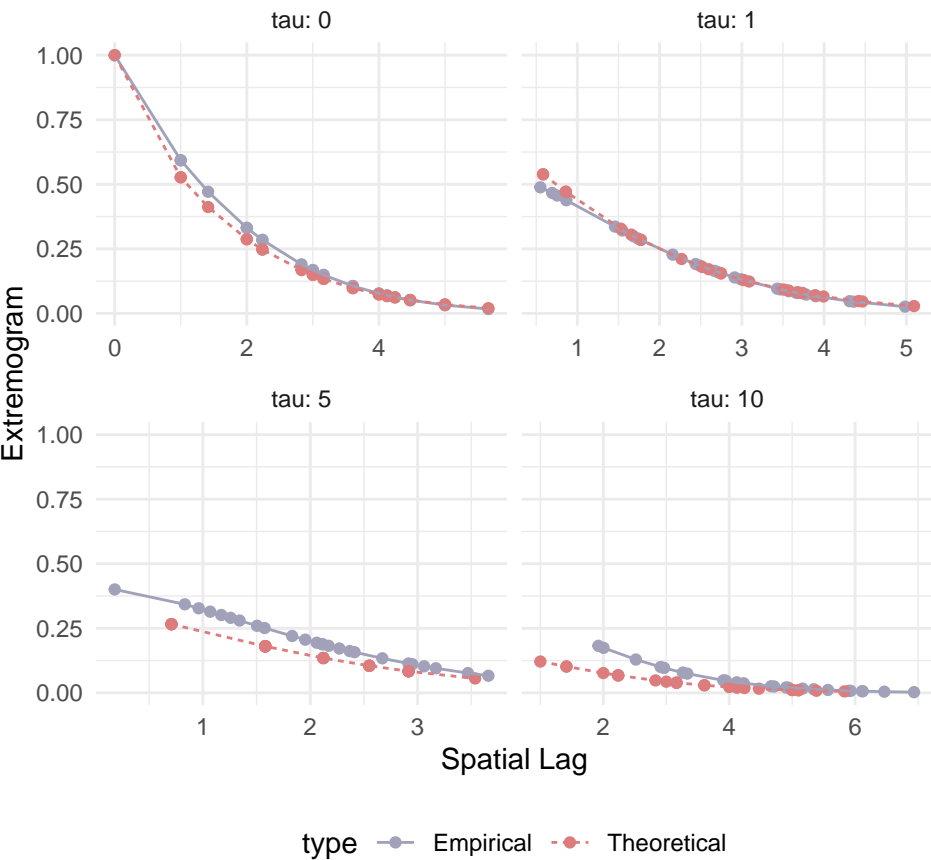 tau: 0
tau: 1
1.00
0.75
0.50
0.25
0.00
0 2 4
1 2 3 4 5
Extremogram
tau: 5
tau: 10
1.00
0.75
0.50
0.25
0.00
1 2 3
2 4 6
Spatial Lag
type Empirical Theoretical